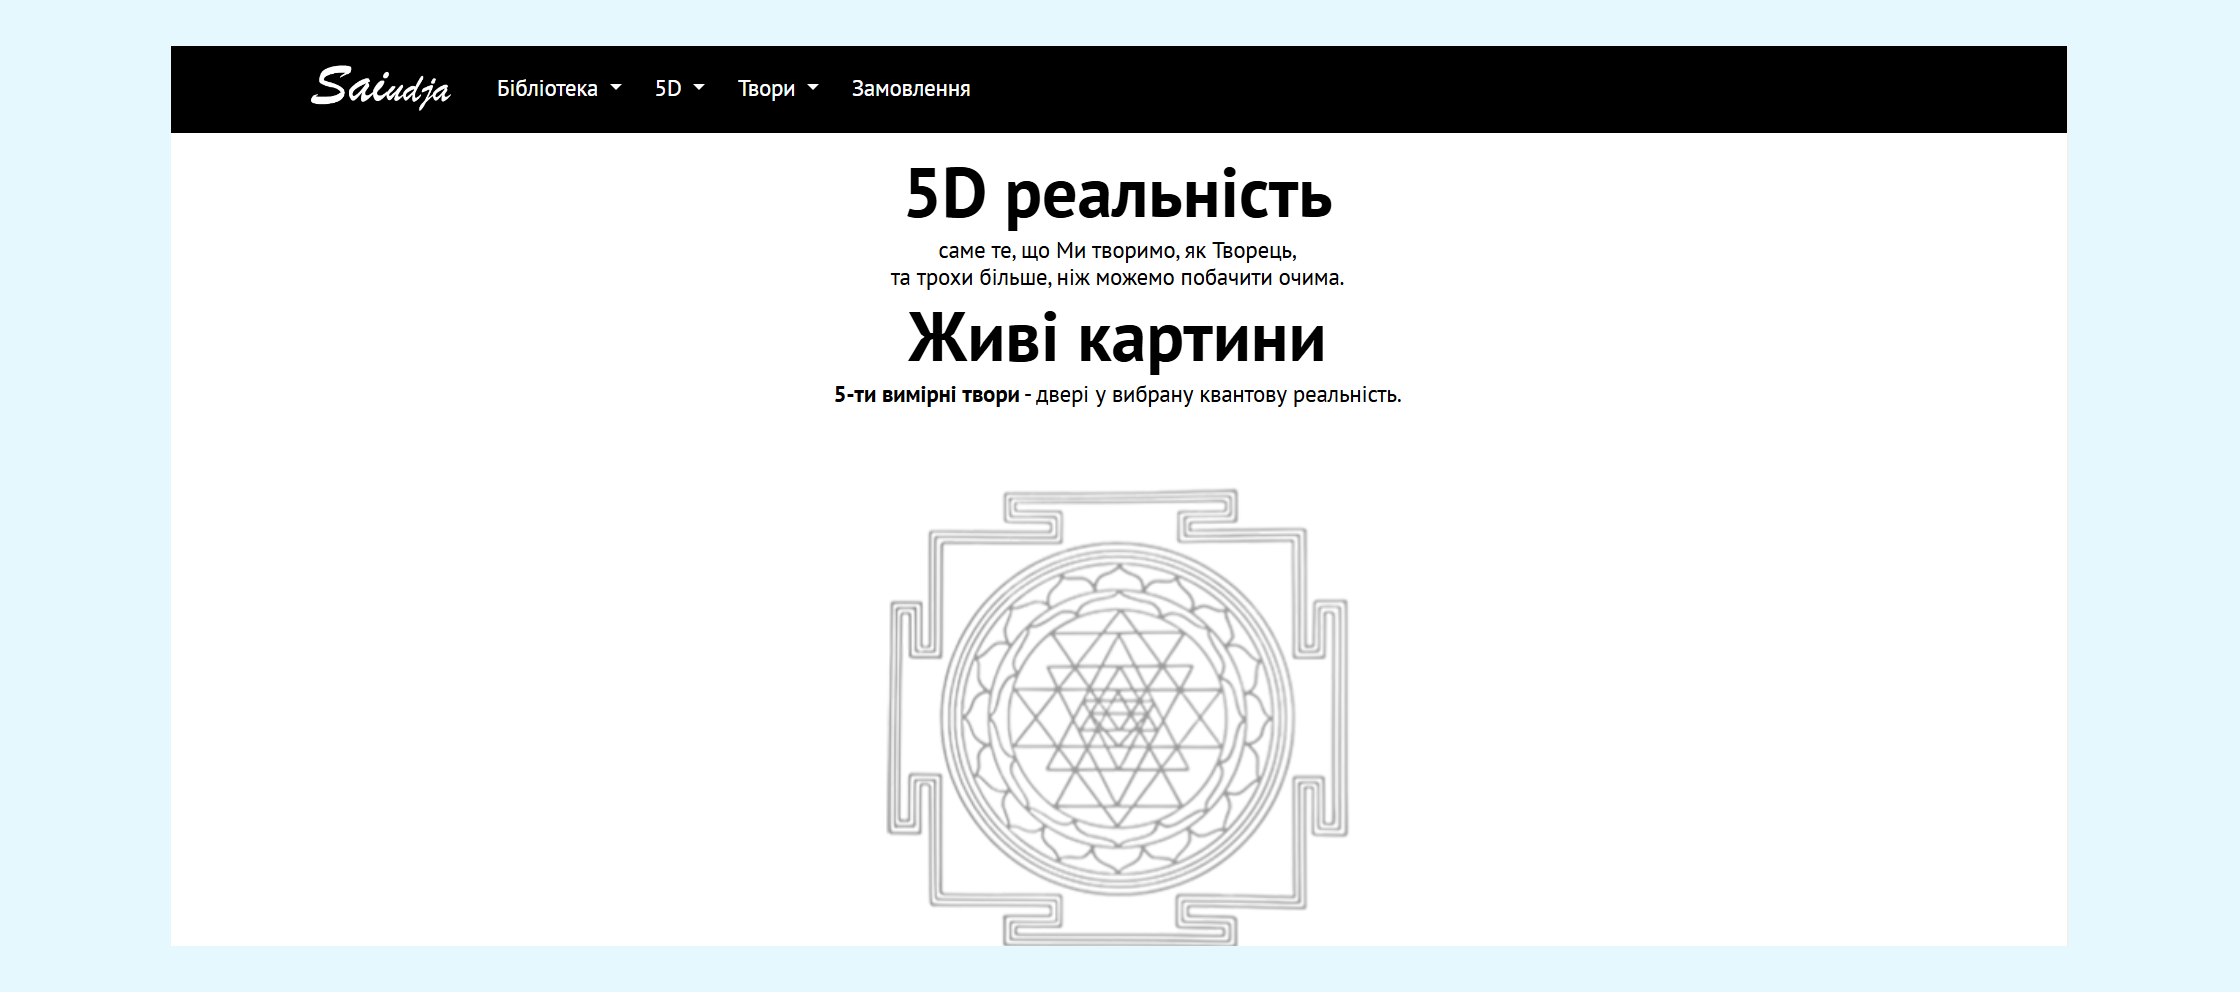 Saiudja
Бібліотека
5D
Твори
Замовлення
5D реальність
саме те, що Ми творимо, як Творець,
та трохи більше, ніж можемо побачити очима.
Живі картини
5-ти вимірні твори - двері у вибрану квантову реальність.